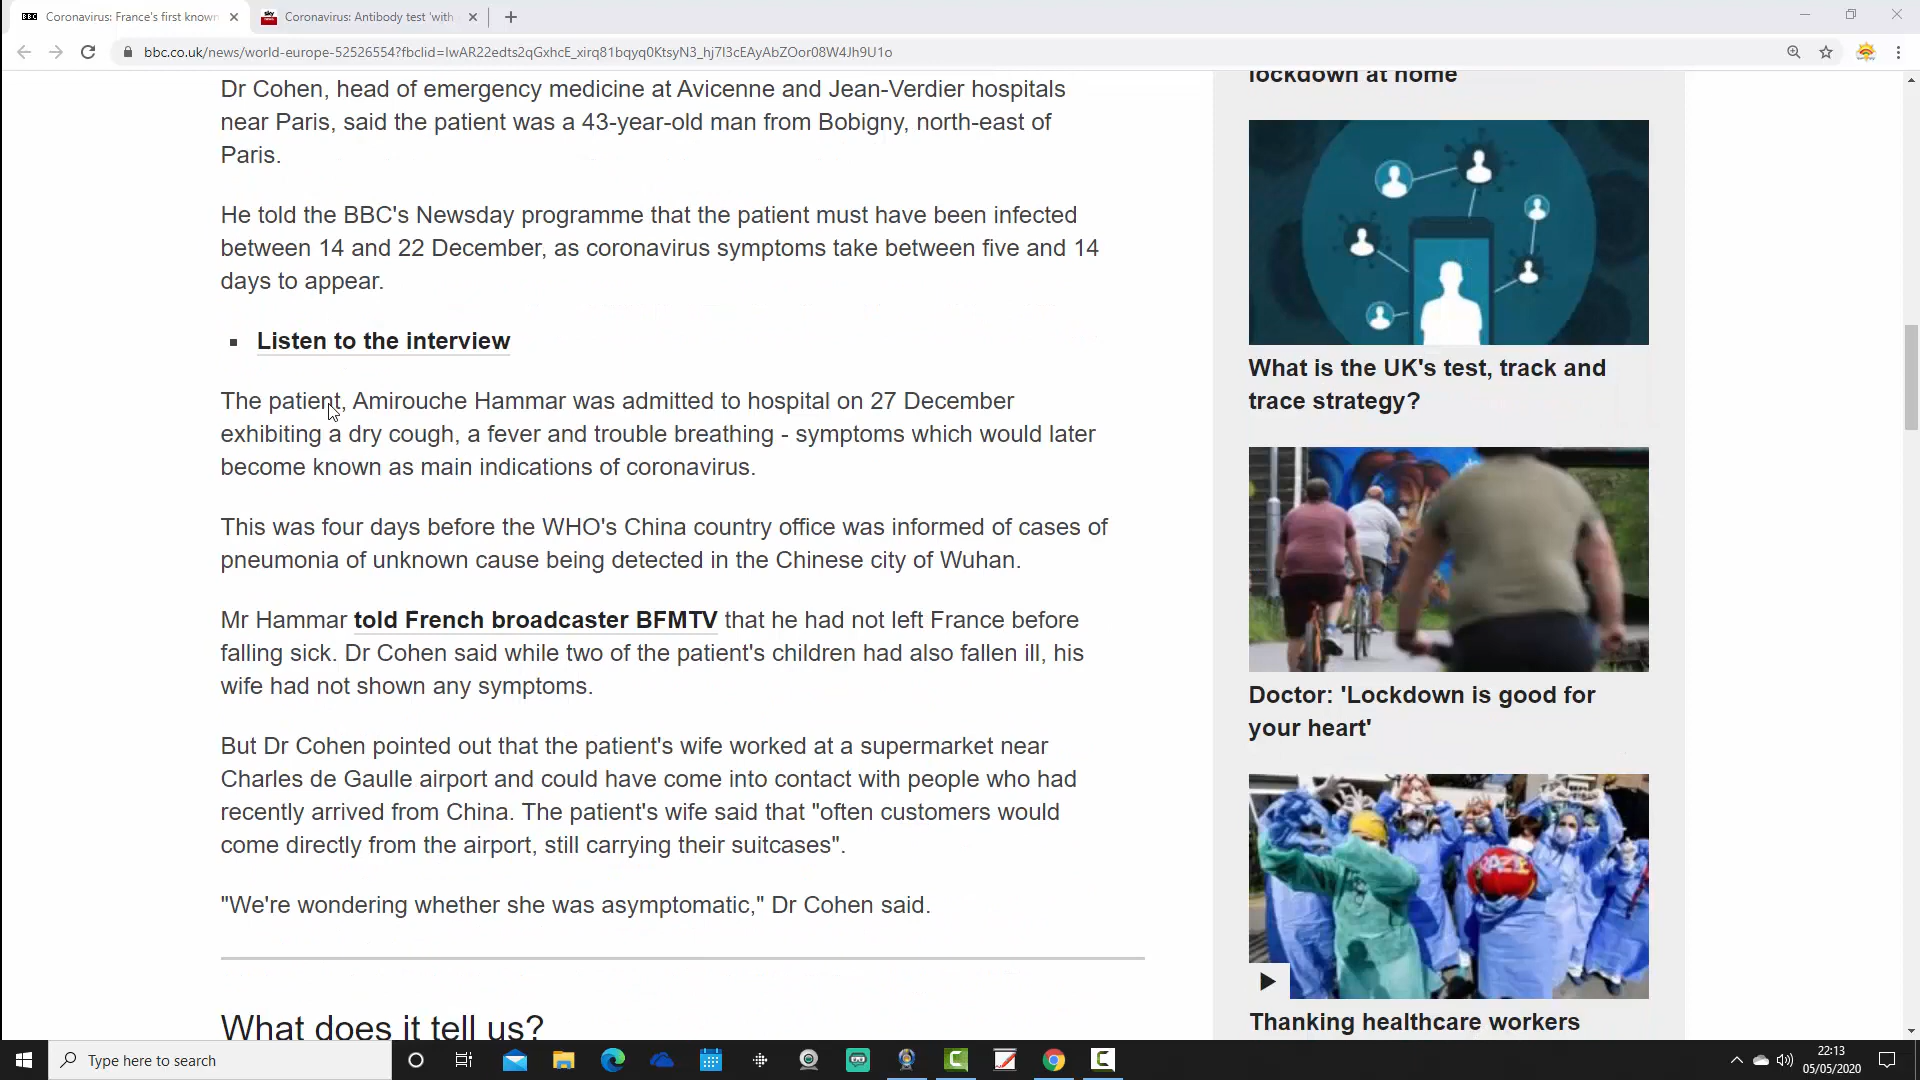 Coronavirus: France's first known
Coronavirus: Antibody test 'with
bbc.co.uk/news/world-europe-52526554?fbclid=IwAR22edts2qGxhcE_xirq81bqyq0KtsyN3_hj7I3cEAyAbZOor08W4Jh9U1o
Dr Cohen, head of emergency medicine at Avicenne and Jean-Verdier hospitals
near Paris, said the patient was a 43-year-old man from Bobigny, north-east of
Paris.
He told the BBC's Newsday programme that the patient must have been infected
between 14 and 22 December, as coronavirus symptoms take between five and 14
days to appear.
Listen to the interview
The patient, Amirouche Hammar was admitted to hospital on 27 December
exhibiting a dry cough, a fever and trouble breathing - symptoms which would later
become known as main indications of coronavirus.
This was four days before the WHO's China country office was informed of cases of
pneumonia of unknown cause being detected in the Chinese city of Wuhan.
Mr Hammar told French broadcaster BFMTV that he had not left France before
falling sick. Dr Cohen said while two of the patient's children had also fallen ill, his
wife had not shown any symptoms.
But Dr Cohen pointed out that the patient's wife worked at a supermarket near
Charles de Gaulle airport and could have come into contact with people who had
recently arrived from China. The patient's wife said that "often customers would
come directly from the airport, still carrying their suitcases".
"We're wondering whether she was asymptomatic," Dr Cohen said.
What does it tell us?
lockdown at home
What is the UK's test, track and
trace strategy?
Doctor: 'Lockdown is good for
your heart'
Thanking healthcare workers
Type here to search
22:13
05/05/2020